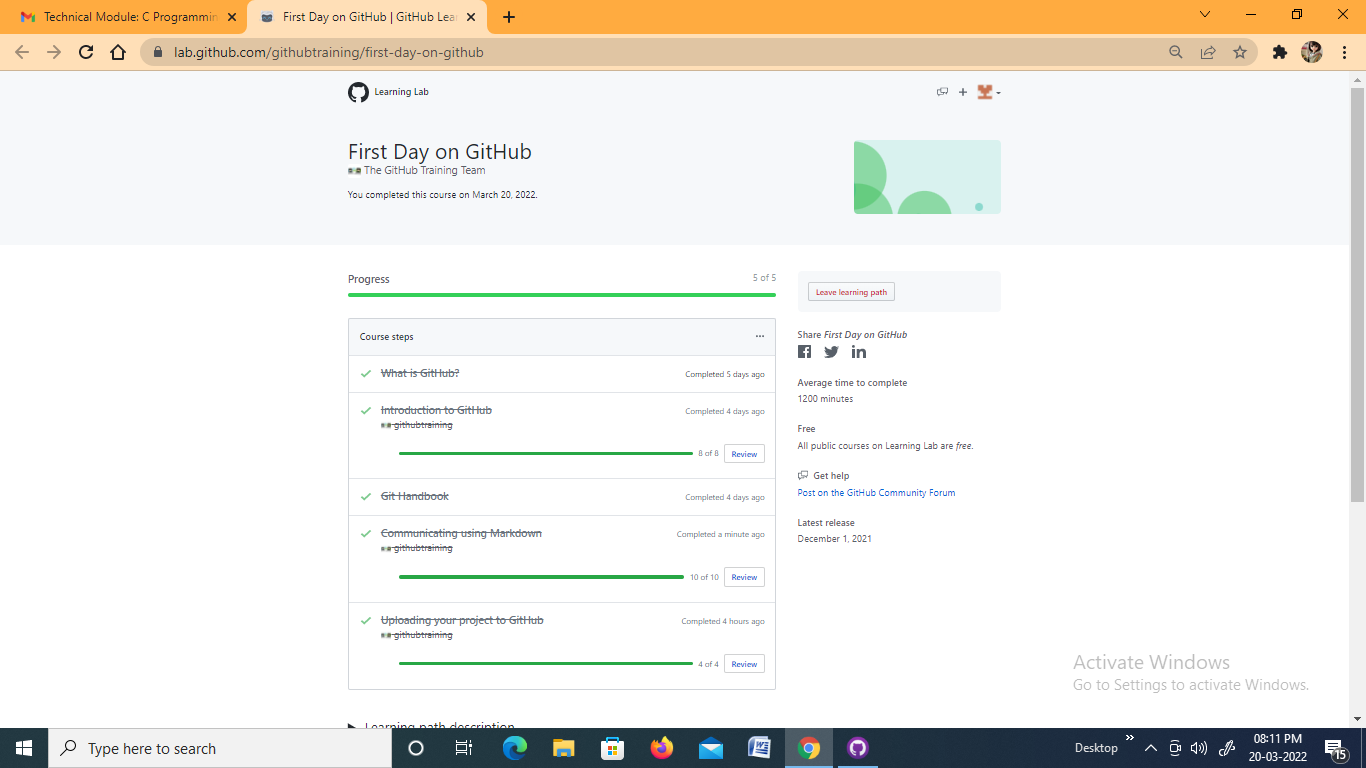 Technical Module: C Programmin
First Day on GitHub | GitHub Lea
lab.github.com/githubtraining/first-day-on-github
Learning Lab
First Day on GitHub
The GitHub Training Team
You completed this course on March 20, 2022.
Progress
5 of 5
Course steps
What is GitHub?
Completed 5 days ago
Introduction to GitHub
Completed 4 days ago
githubtraining
8 of 8
Review
Git Handbook
Completed 4 days ago
Communicating using Markdown
Completed a minute ago
githubtraining
10 of 10
Review
Uploading your project to GitHub
Completed 4 hours ago
githubtraining
4 of 4
Review
Learning path description
Leave learning path
Share First Day on GitHub
Average time to complete
1200 minutes
Free
All public courses on Learning Lab are free.
Get help
Post on the GitHub Community Forum
Latest release
December 1, 2021
Activate Windows
Go to Settings to activate Windows.
Type here to search
Desktop
08:11 PM
20-03-2022
15